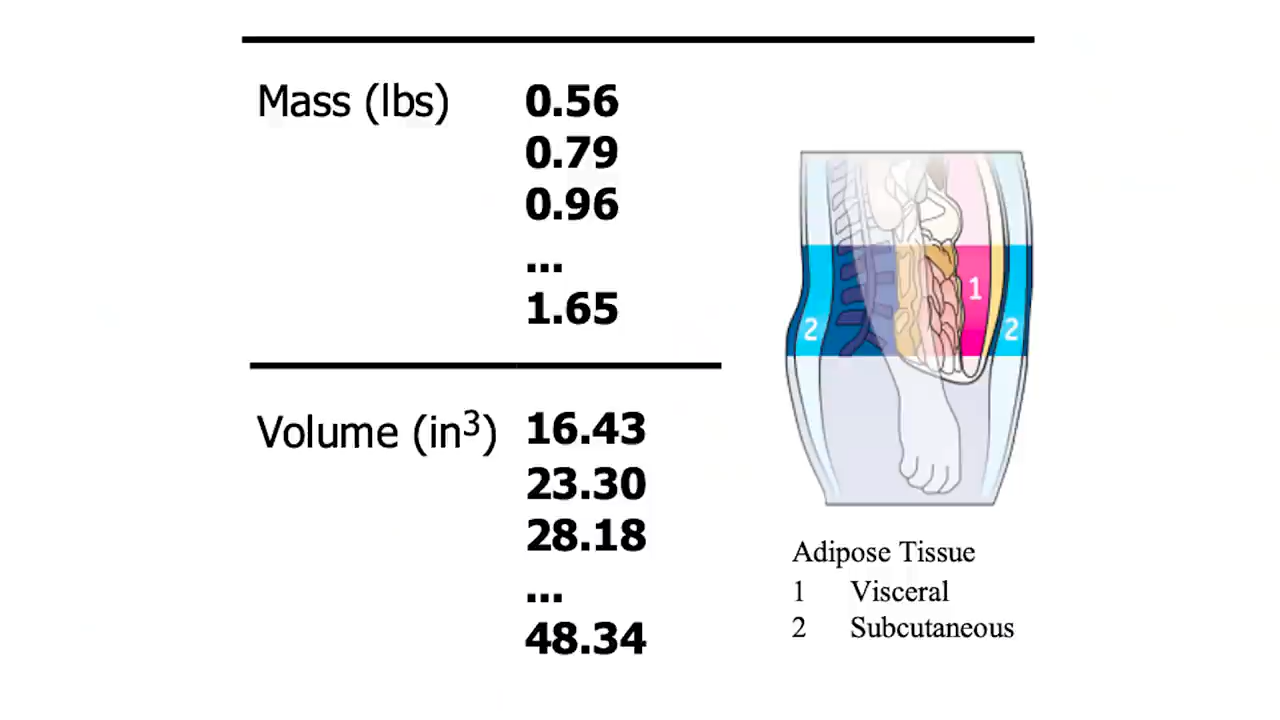 Mass (lbs) 0.56
0.79
0.96
...
1.65
Volume (in³) 16.43
23.30
28.18
...
48.34
1
2
2
Adipose Tissue
1 Visceral
2 Subcutaneous